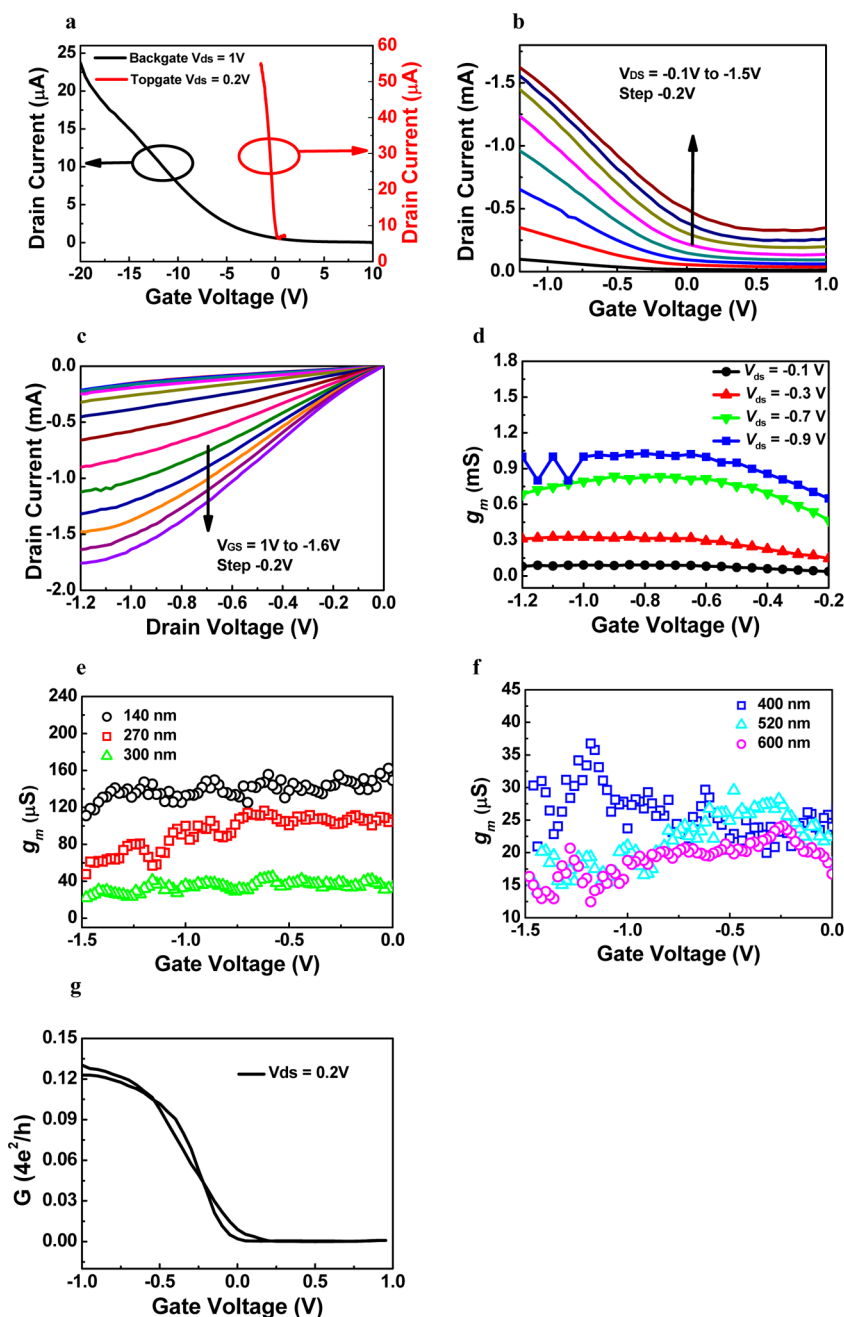 a
Backgate Vds = 1V
Topgate Vds = 0.2V
Drain Current (μA)
25
20
15
10
5
0
-20
-15
-10
-5
0
5
10
Gate Voltage (V)
60
50
40
30
20
10
0
Drain Current (μA)
b
V_DS = -0.1V to -1.5V
Step -0.2V
Drain Current (mA)
-1.5
-1.0
-0.5
0.0
-1.0
-0.5
0.0
0.5
1.0
Gate Voltage (V)
c
Drain Current (mA)
0.0
-0.5
-1.0
-1.5
-2.0
V_GS = 1V to -1.6V
Step -0.2V
-1.2
-1.0
-0.8
-0.6
-0.4
-0.2
0.0
Drain Voltage (V)
d
V_ds = -0.1 V
V_ds = -0.3 V
V_ds = -0.7 V
V_ds = -0.9 V
g_m (mS)
1.8
1.5
1.2
0.9
0.6
0.3
0.0
-1.2
-1.0
-0.8
-0.6
-0.4
-0.2
Gate Voltage (V)
e
140 nm
270 nm
300 nm
g_m (μS)
240
200
160
120
80
40
0
-1.5
-1.0
-0.5
0.0
Gate Voltage (V)
f
400 nm
520 nm
600 nm
g_m (μS)
45
40
35
30
25
20
15
10
-1.5
-1.0
-0.5
0.0
Gate Voltage (V)
g
Vds = 0.2V
G (4e²/h)
0.15
0.12
0.09
0.06
0.03
0.00
-1.0
-0.5
0.0
0.5
1.0
Gate Voltage (V)